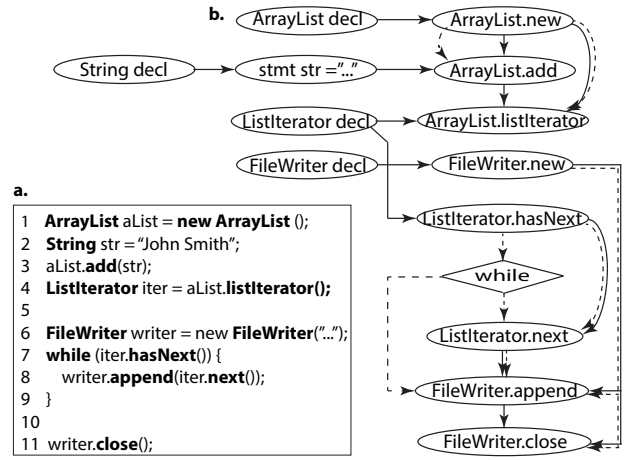 b.
ArrayList decl
ArrayList.new
String decl
stmt str ="..."
ArrayList.add
ListIterator decl
ArrayList.listIterator
FileWriter decl
FileWriter.new
ListIterator.hasNext
while
ListIterator.next
FileWriter.append
FileWriter.close
a.
1 ArrayList aList = new ArrayList ();
2 String str = “John Smith”;
3 aList.add(str);
4 ListIterator iter = aList.listIterator();
5
6 FileWriter writer = new FileWriter(“...”);
7 while (iter.hasNext()) {
8 writer.append(iter.next());
9 }
10
11 writer.close();